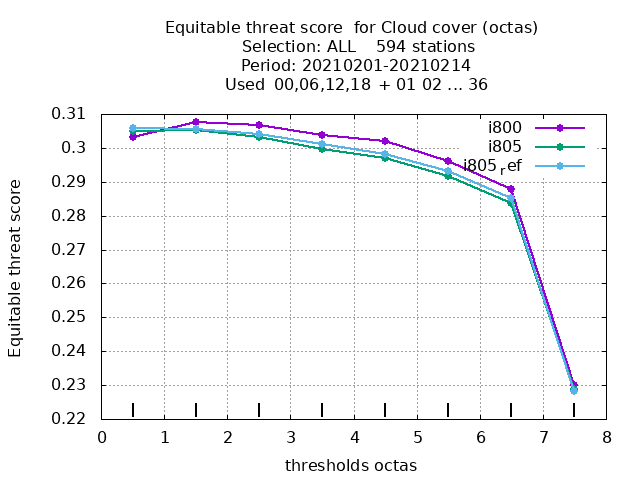 Equitable threat score  for Cloud cover (octas)
Selection: ALL    594 stations
Period: 20210201-20210214
Used  00,06,12,18 + 01 02 ... 36
0.31
0.3
0.29
0.28
0.27
0.26
0.25
0.24
0.23
0.22
Equitable threat score
i800
i805
i805 ref
0 1 2 3 4 5 6 7 8
thresholds octas